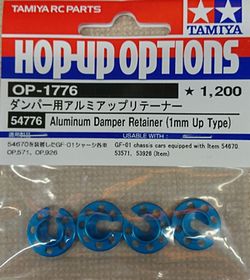 TAMIYA RC PARTS
TAMIYA
HOP-UP OPTIONS
OP-1776
★ 1,200
ダンパー用アルミアップリテーナー
54776 Aluminum Damper Retainer (1mm Up Type)
USABLE WITH:
54670を装着したGF-01シャーシ各車
OP.571, OP.926
GF-01 chassis cars equipped with Item 54670
53571, 53926 (Item)